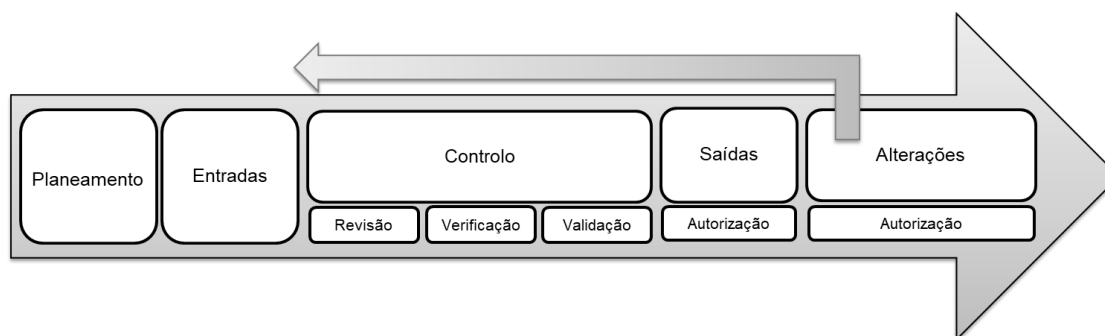 Planeamento
Entradas
Controlo
Saídas
Alterações
Revisão
Verificação
Validação
Autorização
Autorização